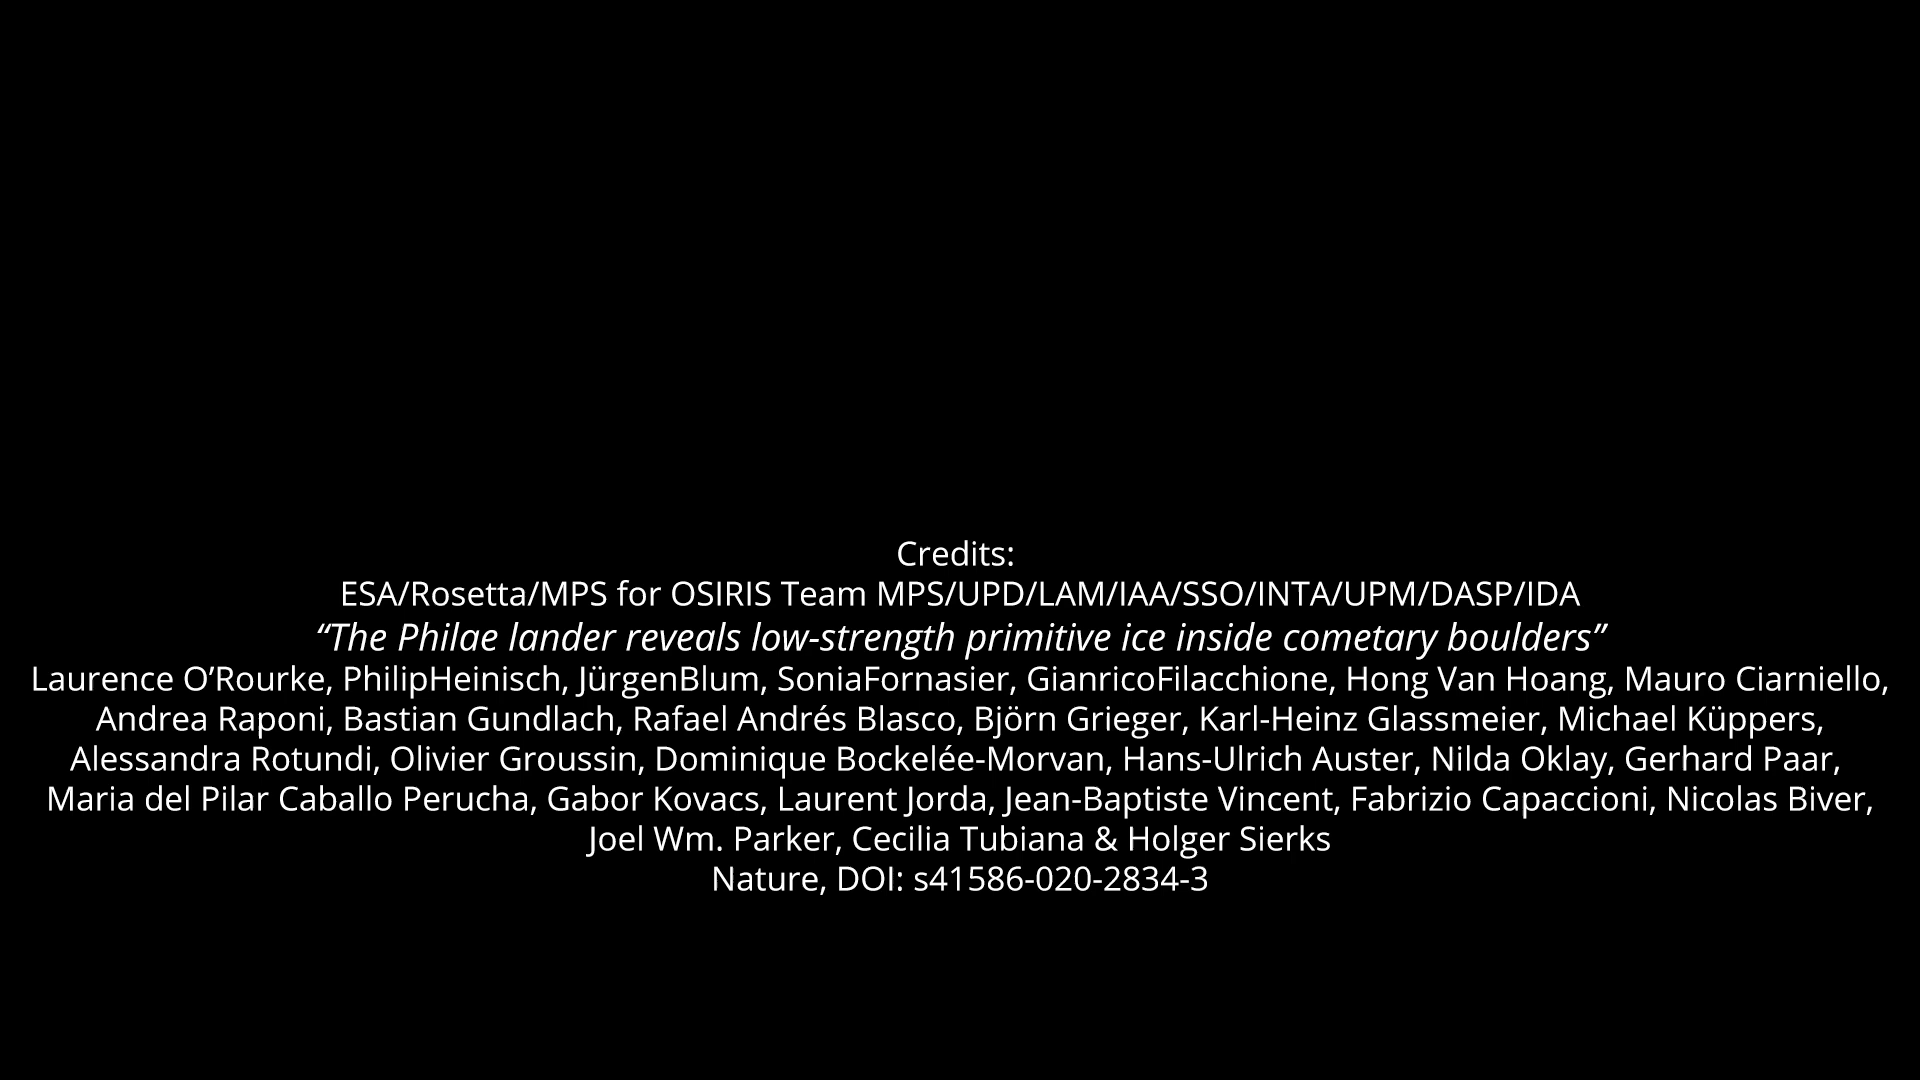 Credits:
ESA/Rosetta/MPS for OSIRIS Team MPS/UPD/LAM/IAA/SSO/INTA/UPM/DASP/IDA
“The Philae lander reveals low-strength primitive ice inside cometary boulders”
Laurence O’Rourke, PhilipHeinisch, JürgenBlum, SoniaFornasier, GianricoFilacchione, Hong Van Hoang, Mauro Ciarniello,
Andrea Raponi, Bastian Gundlach, Rafael Andrés Blasco, Björn Grieger, Karl-Heinz Glassmeier, Michael Küppers,
Alessandra Rotundi, Olivier Groussin, Dominique Bockelée-Morvan, Hans-Ulrich Auster, Nilda Oklay, Gerhard Paar,
Maria del Pilar Caballo Perucha, Gabor Kovacs, Laurent Jorda, Jean-Baptiste Vincent, Fabrizio Capaccioni, Nicolas Biver,
Joel Wm. Parker, Cecilia Tubiana & Holger Sierks
Nature, DOI: s41586-020-2834-3